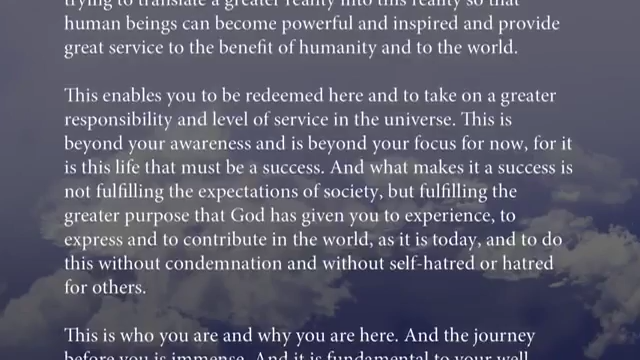 trying to translate a greater reality into this reality so that
human beings can become powerful and inspired and provide
great service to the benefit of humanity and to the world.
This enables you to be redeemed here and to take on a greater
responsibility and level of service in the universe. This is
beyond your awareness and is beyond your focus for now, for it
is this life that must be a success. And what makes it a success is
not fulfilling the expectations of society, but fulfilling the
greater purpose that God has given you to experience, to
express and to contribute in the world, as it is today, and to do
this without condemnation and without self-hatred or hatred
for others.
This is who you are and why you are here. And the journey
before you is immense. And it is fundamental to your well